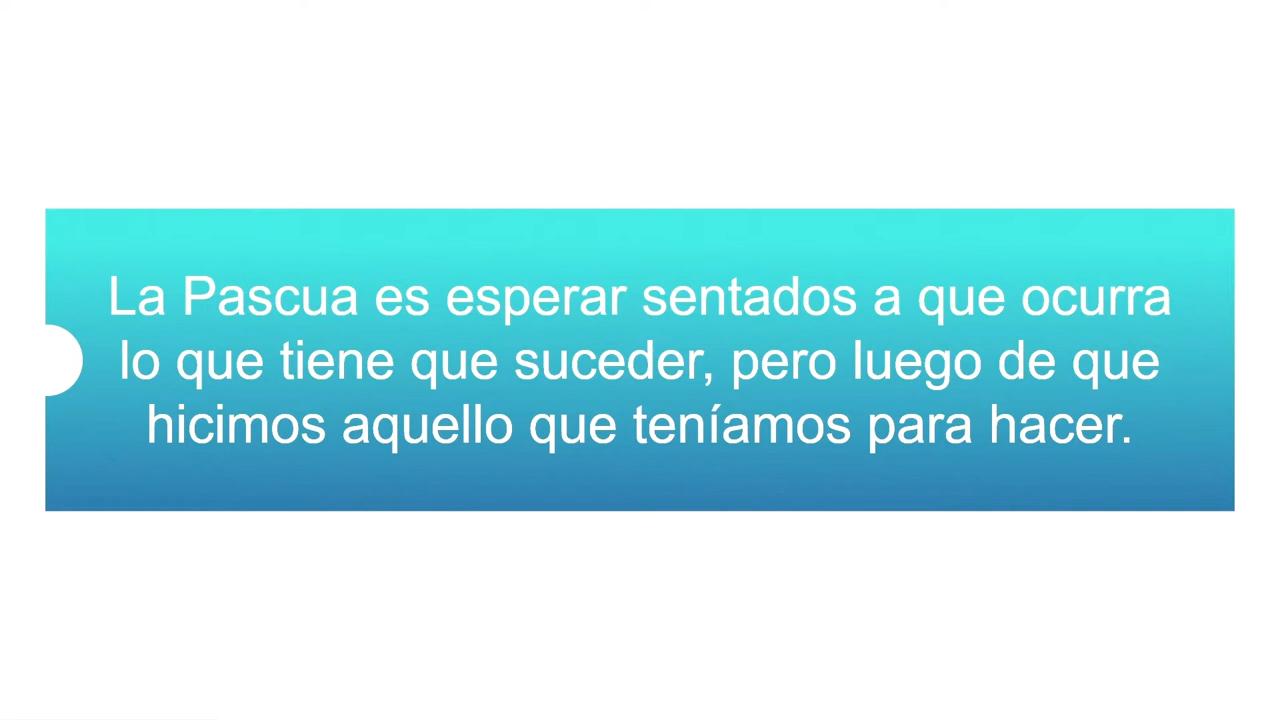 La Pascua es esperar sentados a que ocurra
lo que tiene que suceder, pero luego de que
hicimos aquello que teníamos para hacer.